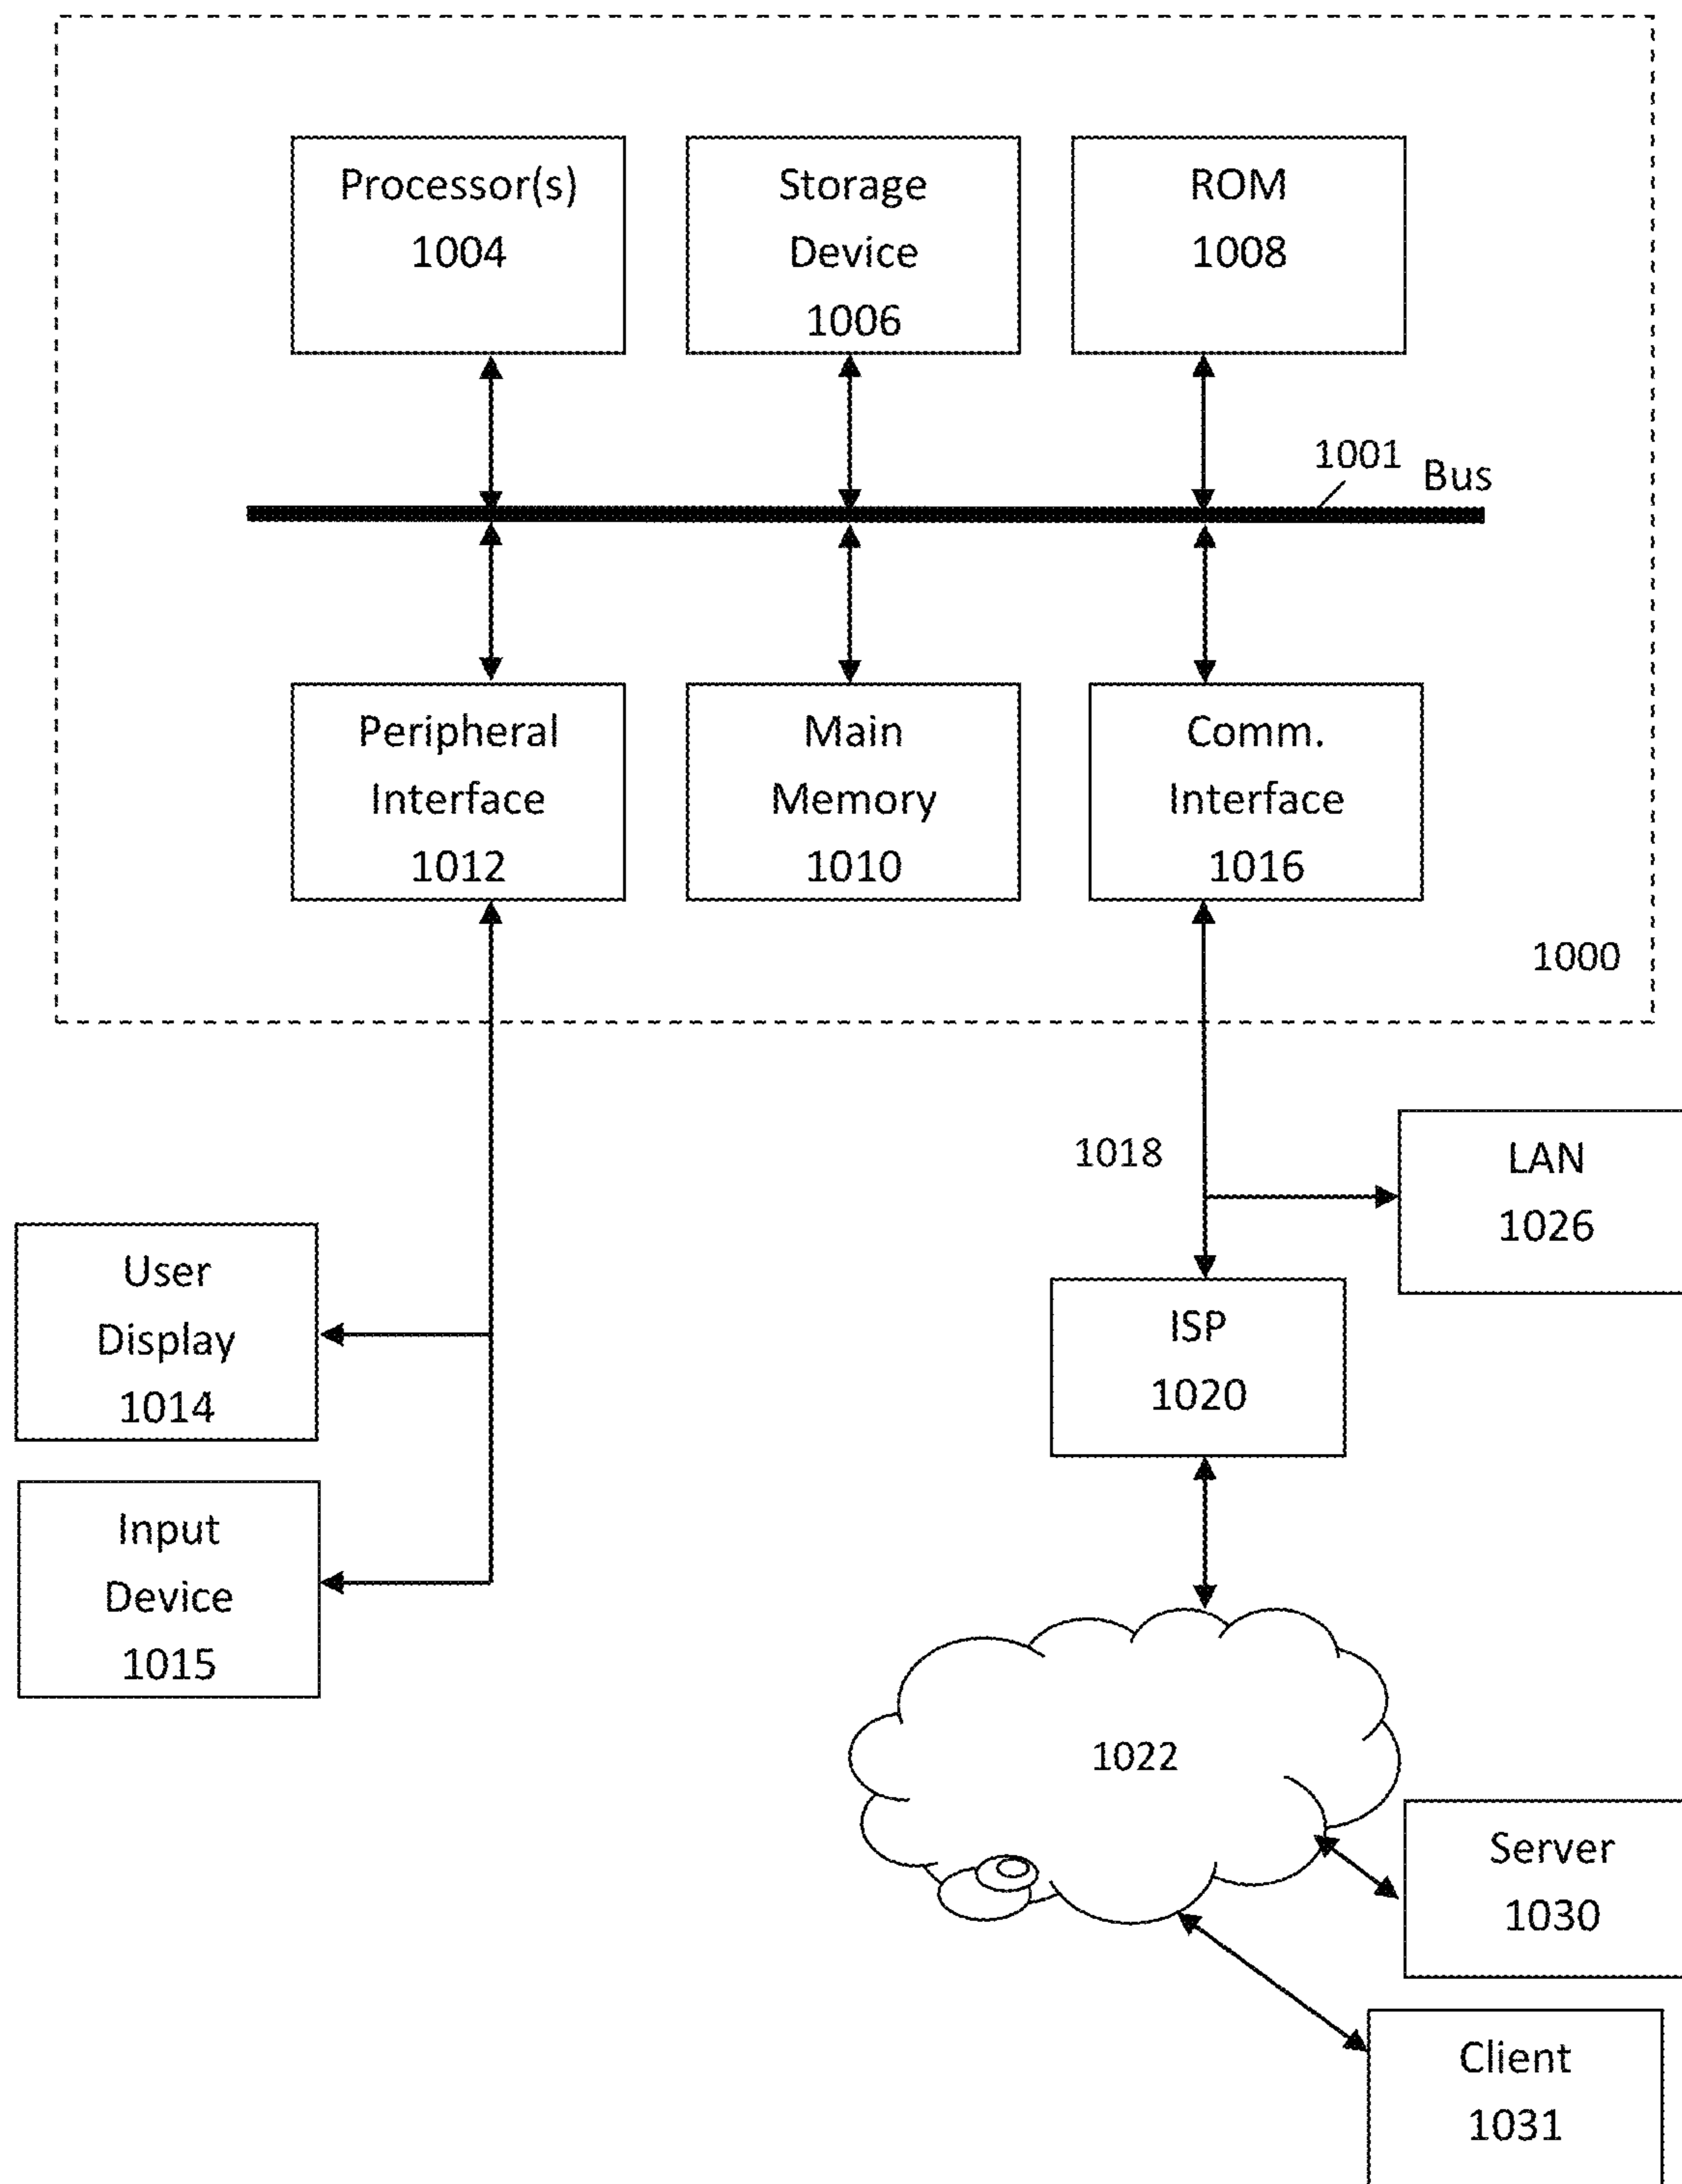 Processor(s)
1004
Storage
Device
1006
ROM
1008
1001
Bus
Peripheral
Interface
1012
Main
Memory
1010
Comm.
Interface
1016
1000
1018
LAN
1026
User
Display
1014
ISP
1020
Input
Device
1015
1022
Server
1030
Client
1031